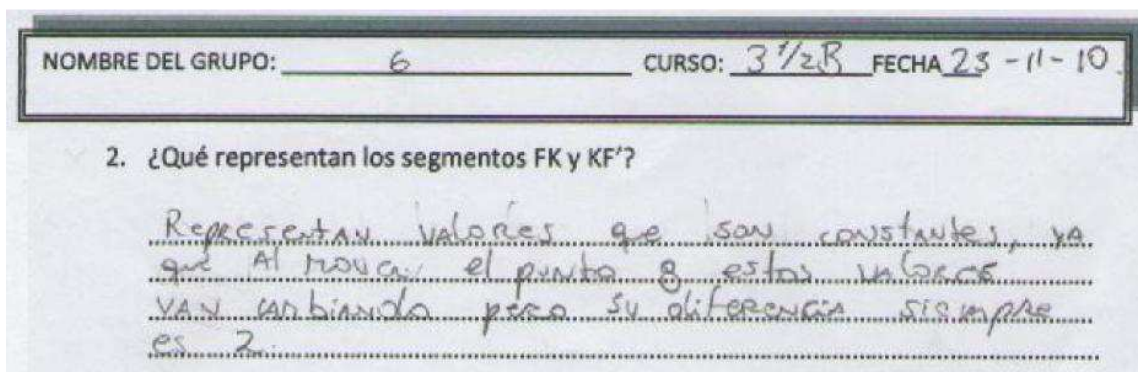 NOMBRE DEL GRUPO: 6 CURSO: 3 1/2 B FECHA 23 - 11 - 10.
2. ¿Qué representan los segmentos FK y KF'?
Representan valores que son constantes, ya
que al mover el punto 8 estos valores
van cambiando pero su diferencia siempre
es 2.